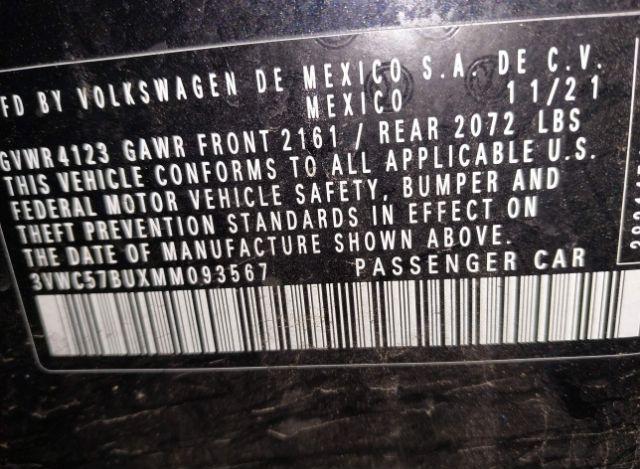 FD BY VOLKSWAGEN DE MEXICO S.A. DE C.V.
MEXICO 11/21
GVWR4123 GAWR FRONT 2161 / REAR 2072 LBS
THIS VEHICLE CONFORMS TO ALL APPLICABLE U.S.
FEDERAL MOTOR VEHICLE SAFETY, BUMPER AND
THEFT PREVENTION STANDARDS IN EFFECT ON
THE DATE OF MANUFACTURE SHOWN ABOVE.
3VWC57BUXMM093567 PASSENGER CAR